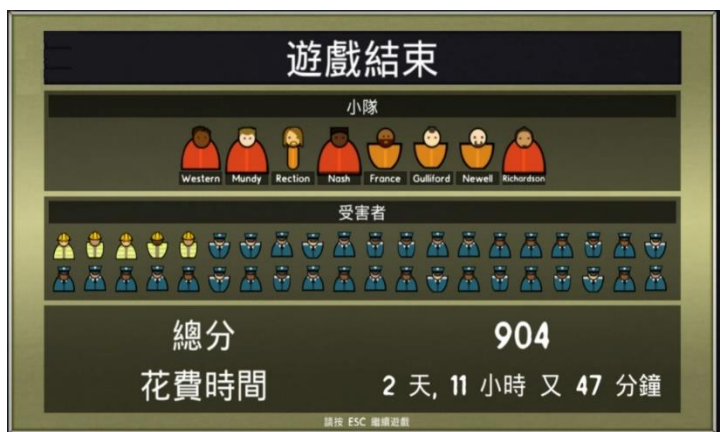 遊戲結束
小隊
Western Mundy Rection Nash France Gulliford Newell Richardson
受害者
總分 904
花費時間 2 天, 11 小時 又 47 分鐘
請按 ESC 繼續遊戲